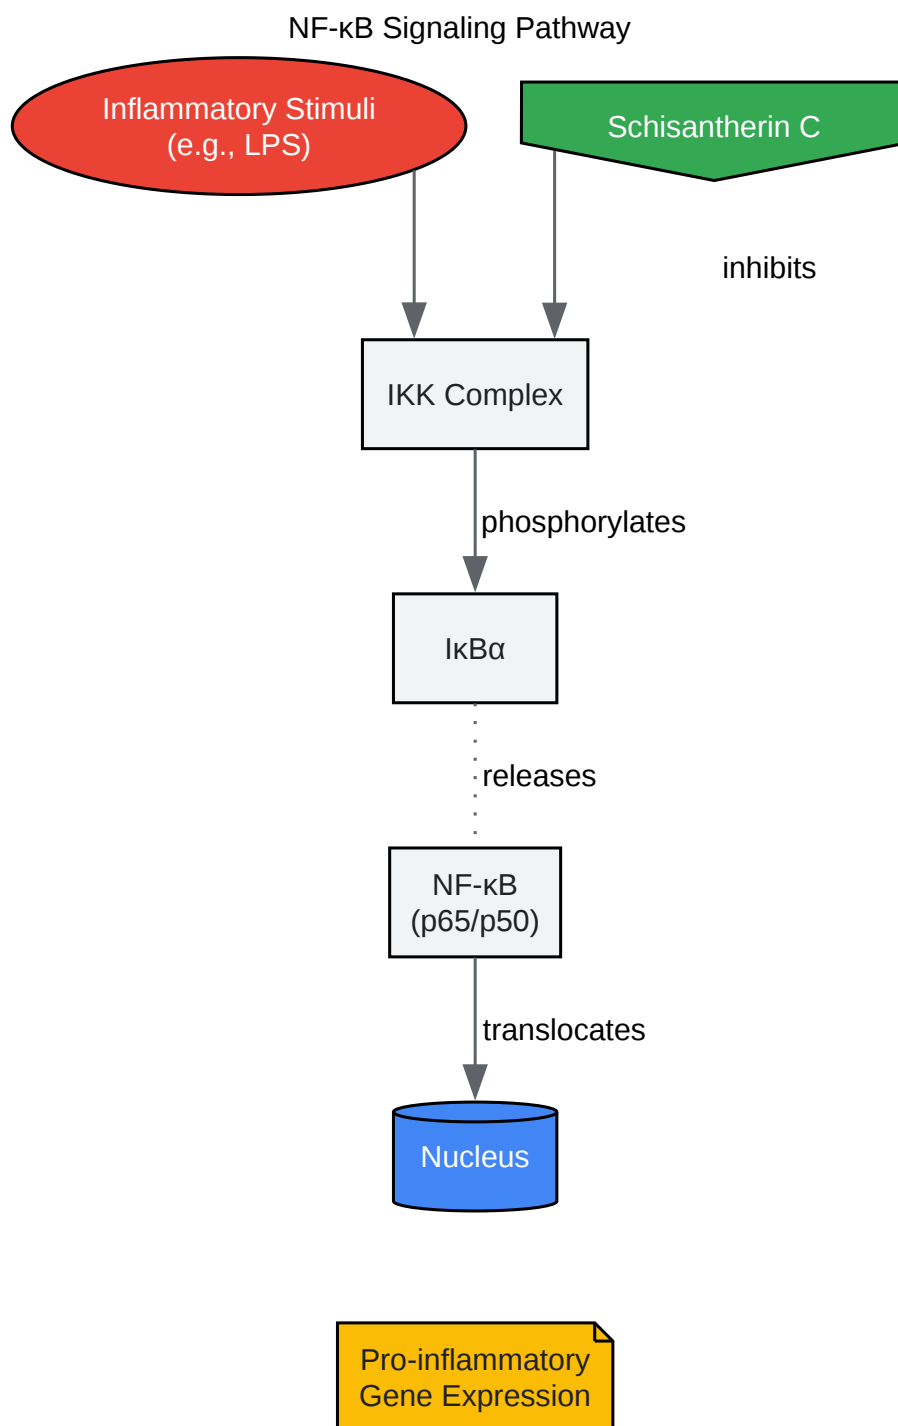 NF-κB Signaling Pathway
Inflammatory Stimuli
(e.g., LPS)
Schisantherin C
inhibits
IKK Complex
phosphorylates
IκBα
releases
NF-κB
(p65/p50)
translocates
Nucleus
Pro-inflammatory
Gene Expression